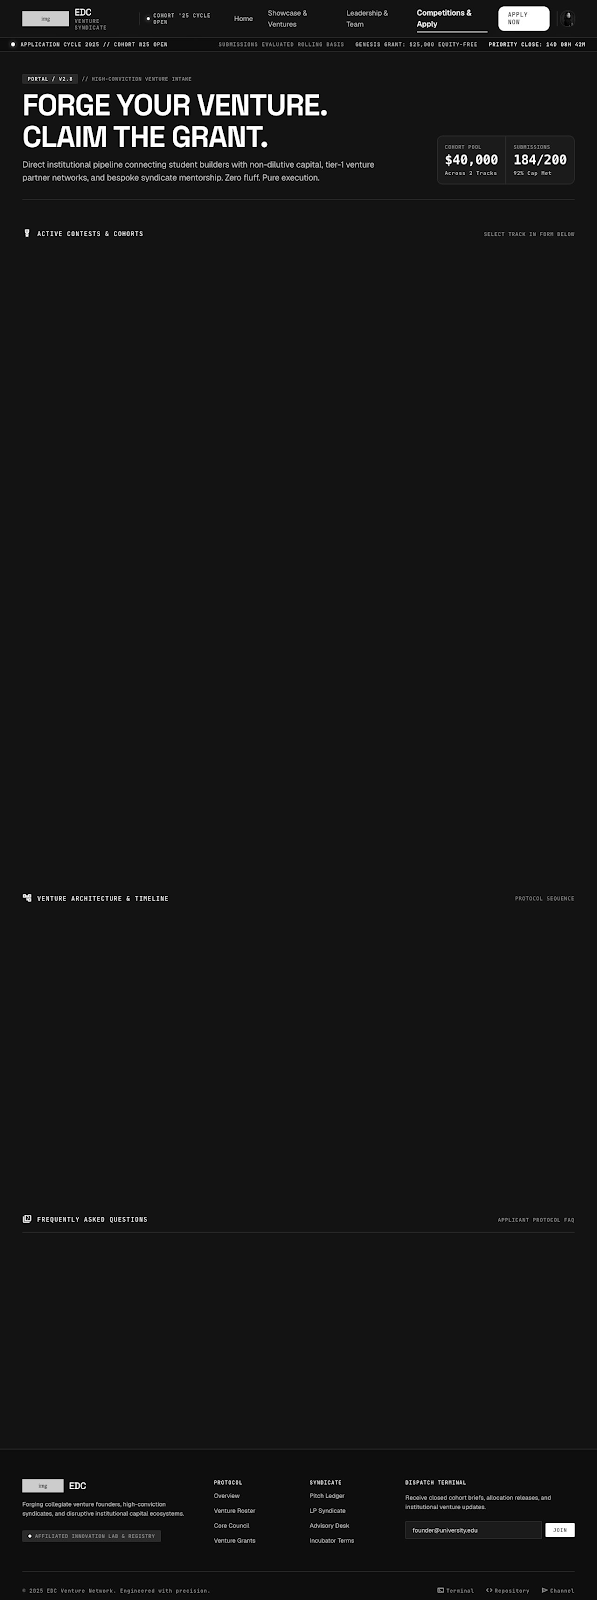 img
EDC
VENTURE
SYNDICATE
COHORT '25 CYCLE
OPEN
Home
Showcase &
Ventures
Leadership &
Team
Competitions &
Apply
APPLY
NOW
APPLICATION CYCLE 2025 // COHORT 025 OPEN
SUBMISSIONS EVALUATED ROLLING BASIS
GENESIS GRANT: $25,000 EQUITY-FREE
PRIORITY CLOSE: 14D 08H 42M
PORTAL / V2.0 // HIGH-CONVICTION VENTURE INTAKE
FORGE YOUR VENTURE.
CLAIM THE GRANT.
Direct institutional pipeline connecting student builders with non-dilutive capital, tier-1 venture
partner networks, and bespoke syndicate mentorship. Zero fluff. Pure execution.
COHORT POOL
$40,000
Across 2 Tracks
SUBMISSIONS
184/200
92% Cap Met
ACTIVE CONTESTS & COHORTS
SELECT TRACK IN FORM BELOW
VENTURE ARCHITECTURE & TIMELINE
PROTOCOL SEQUENCE
FREQUENTLY ASKED QUESTIONS
APPLICANT PROTOCOL FAQ
img
EDC
Forging collegiate venture founders, high-conviction
syndicates, and disruptive institutional capital ecosystems.
AFFILIATED INNOVATION LAB & REGISTRY
PROTOCOL
Overview
Venture Roster
Core Council
Venture Grants
SYNDICATE
Pitch Ledger
LP Syndicate
Advisory Desk
Incubator Terms
DISPATCH TERMINAL
Receive closed cohort briefs, allocation releases, and
institutional venture updates.
founder@university.edu
JOIN
© 2025 EDC Venture Network. Engineered with precision.
Terminal
Repository
Channel